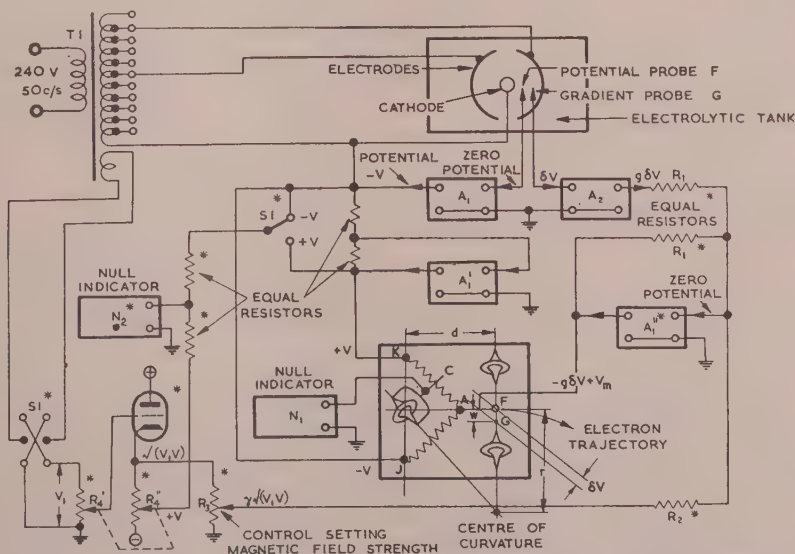 T1
240 V
50c/s
ELECTRODES
CATHODE
POTENTIAL PROBE F
GRADIENT PROBE G
ELECTROLYTIC TANK
POTENTIAL
-V
ZERO
POTENTIAL
δV
gδV
R1
*
A1
A2
EQUAL
RESISTORS
R1
*
*
S1
-V
+V
*
NULL
INDICATOR
*
N2
*
EQUAL
RESISTORS
A1'
ZERO
POTENTIAL
A1"*
*
+V
d
K
C
-gδV+Vm
NULL
INDICATOR
N1
A
F
W
G
ELECTRON
TRAJECTORY
S1
*
*
√(V1V)
-V
J
r
δV
V1
R4'
*
R4"
*
+V
R3
*
γ√(V1V)
R2
*
CONTROL SETTING
MAGNETIC FIELD STRENGTH
CENTRE OF
CURVATURE